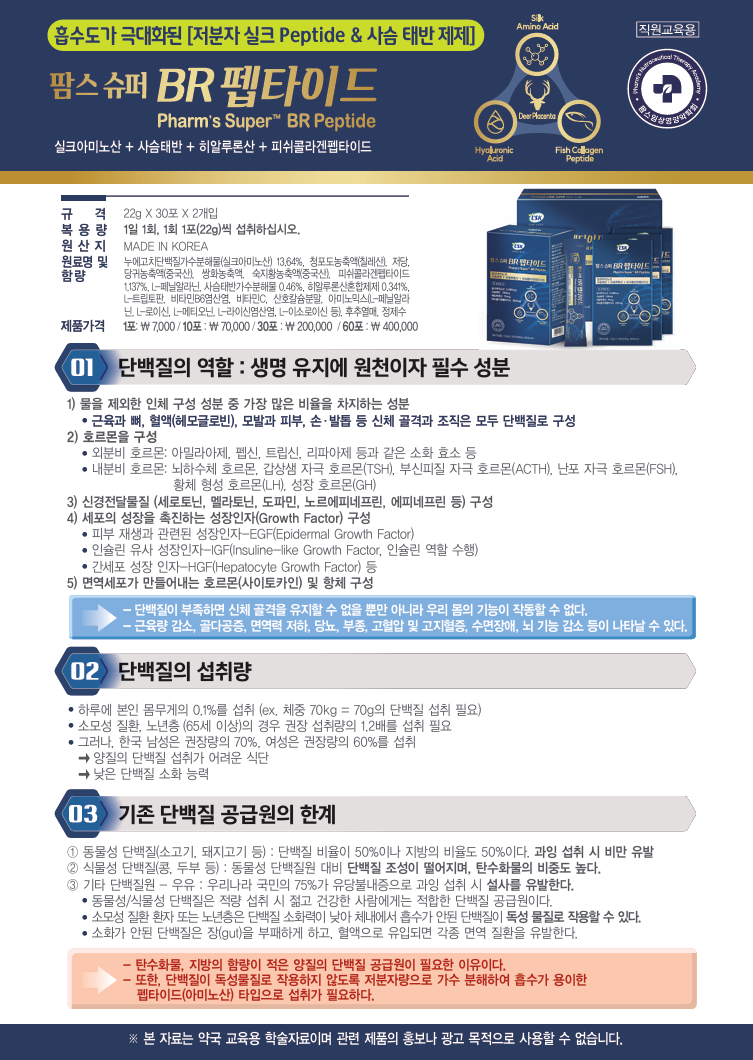 흡수도가 극대화된 [저분자 실크 Peptide & 사슴 태반 제제]
팜스 슈퍼 BR 펩타이드
Pharm's Super™ BR Peptide
실크아미노산 + 사슴태반 + 히알루론산 + 피쉬콜라겐펩타이드
Silk
Amino Acid
Deer Placenta
Hyaluronic
Acid
Fish Collagen
Peptide
직원교육용
Pharm's Nutraceutical Therapy Academy
팜스임상영양약학회
규 격 22g X 30포 X 2개입
복 용 량 1일 1회, 1회 1포(22g)씩 섭취하십시오.
원 산 지 MADE IN KOREA
원료명 및 누에고치단백질가수분해물(실크아미노산) 13.64%, 청포도농축액(칠레산), 저당,
함량 당귀농축액(중국산), 쌍화농축액, 숙지황농축액(중국산), 피쉬콜라겐펩타이드
1.137%, L-페닐알라닌, 사슴태반가수분해물 0.46%, 히알루론산혼합제제 0.341%,
L-트립토판, 비타민B6염산염, 비타민C, 산호칼슘분말, 아미노믹스(L-페닐알라
닌, L-로이신, L-메티오닌, L-라이신염산염, L-이소로이신 등), 후추열매, 정제수
제품가격 1포: ₩ 7,000 / 10포 : ₩ 70,000 / 30포 : ₩ 200,000 / 60포 : ₩ 400,000
LSK
팜스 슈퍼 BR 펩타이드
01 단백질의 역할 : 생명 유지에 원천이자 필수 성분
1) 물을 제외한 인체 구성 성분 중 가장 많은 비율을 차지하는 성분
• 근육과 뼈, 혈액(헤모글로빈), 모발과 피부, 손·발톱 등 신체 골격과 조직은 모두 단백질로 구성
2) 호르몬을 구성
• 외분비 호르몬: 아밀라아제, 펩신, 트립신, 리파아제 등과 같은 소화 효소 등
• 내분비 호르몬: 뇌하수체 호르몬, 갑상샘 자극 호르몬(TSH), 부신피질 자극 호르몬(ACTH), 난포 자극 호르몬(FSH),
황체 형성 호르몬(LH), 성장 호르몬(GH)
3) 신경전달물질 (세로토닌, 멜라토닌, 도파민, 노르에피네프린, 에피네프린 등) 구성
4) 세포의 성장을 촉진하는 성장인자(Growth Factor) 구성
• 피부 재생과 관련된 성장인자-EGF(Epidermal Growth Factor)
• 인슐린 유사 성장인자-IGF(Insuline-like Growth Factor, 인슐린 역할 수행)
• 간세포 성장 인자-HGF(Hepatocyte Growth Factor) 등
5) 면역세포가 만들어내는 호르몬(사이토카인) 및 항체 구성
- 단백질이 부족하면 신체 골격을 유지할 수 없을 뿐만 아니라 우리 몸의 기능이 작동할 수 없다.
- 근육량 감소, 골다공증, 면역력 저하, 당뇨, 부종, 고혈압 및 고지혈증, 수면장애, 뇌 기능 감소 등이 나타날 수 있다.
02 단백질의 섭취량
• 하루에 본인 몸무게의 0.1%를 섭취 (ex. 체중 70kg = 70g의 단백질 섭취 필요)
• 소모성 질환, 노년층 (65세 이상)의 경우 권장 섭취량의 1.2배를 섭취 필요
• 그러나, 한국 남성은 권장량의 70%, 여성은 권장량의 60%를 섭취
➜ 양질의 단백질 섭취가 어려운 식단
➜ 낮은 단백질 소화 능력
03 기존 단백질 공급원의 한계
① 동물성 단백질(소고기, 돼지고기 등) : 단백질 비율이 50%이나 지방의 비율도 50%이다. 과잉 섭취 시 비만 유발
② 식물성 단백질(콩, 두부 등) : 동물성 단백질원 대비 단백질 조성이 떨어지며, 탄수화물의 비중도 높다.
③ 기타 단백질원 - 우유 : 우리나라 국민의 75%가 유당불내증으로 과잉 섭취 시 설사를 유발한다.
• 동물성/식물성 단백질은 적량 섭취 시 젊고 건강한 사람에게는 적합한 단백질 공급원이다.
• 소모성 질환 환자 또는 노년층은 단백질 소화력이 낮아 체내에서 흡수가 안된 단백질이 독성 물질로 작용할 수 있다.
• 소화가 안된 단백질은 장(gut)을 부패하게 하고, 혈액으로 유입되면 각종 면역 질환을 유발한다.
- 탄수화물, 지방의 함량이 적은 양질의 단백질 공급원이 필요한 이유이다.
- 또한, 단백질이 독성물질로 작용하지 않도록 저분자량으로 가수 분해하여 흡수가 용이한
펩타이드(아미노산) 타입으로 섭취가 필요하다.
※ 본 자료는 약국 교육용 학술자료이며 관련 제품의 홍보나 광고 목적으로 사용할 수 없습니다.